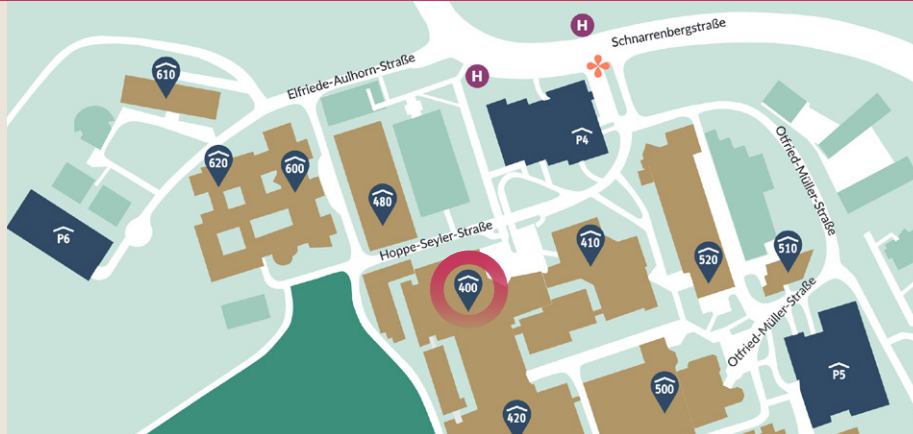 H
Schnarrenbergstraße
610
Elfriede-Aulhorn-Straße
H
P4
Otfried-Müller-Straße
620
600
480
P6
Hoppe-Seyler-Straße
410
510
520
400
Otfried-Müller-Straße
P5
500
420